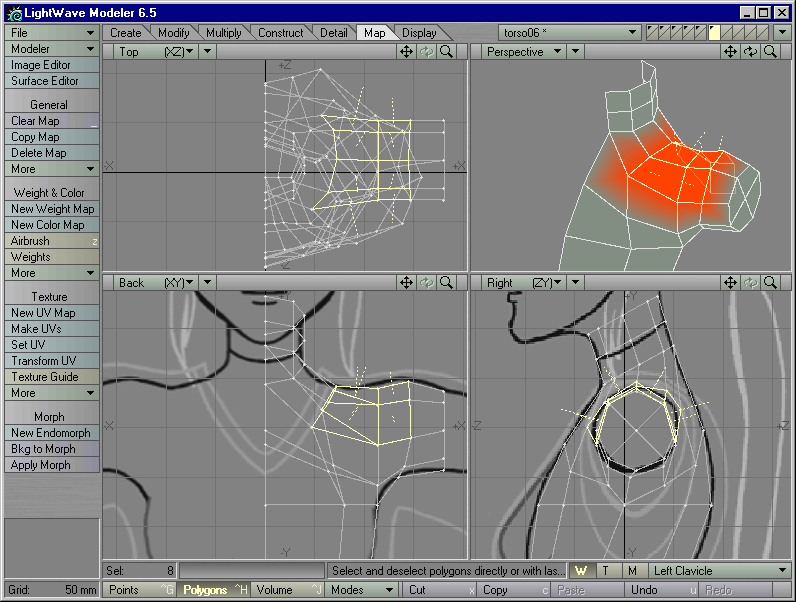 LightWave Modeler 6.5
File
Create Modify Multiply Construct Detail Map Display
torso06 *
Modeler
Image Editor
Surface Editor
General
Clear Map _
Copy Map
Delete Map
More
Weight & Color
New Weight Map
New Color Map
Airbrush z
Weights
More
Texture
New UV Map
Make UVs
Set UV
Transform UV
Texture Guide
More
Morph
New Endomorph
Bkg to Morph
Apply Morph
Top (XZ)
+Z
-X
+X
-Z
Perspective
Back (XY)
+Y
-X
+X
-Y
Right (ZY)
+Y
-Z
+Z
-Y
Sel: 8
Select and deselect polygons directly or with las...
W T M Left Clavicle
Grid: 50 mm
Points ^G Polygons ^H Volume ^J Modes Cut x Copy c Paste Undo u Redo